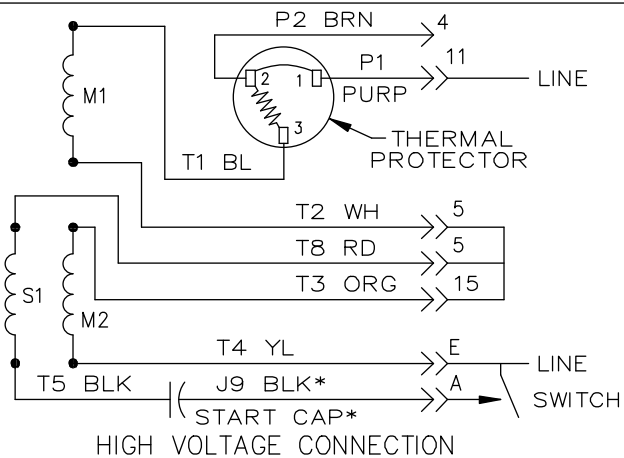 P2 BRN 4
M1
2 1 P1 11 LINE
PURP
3
THERMAL
PROTECTOR
T1 BL
T2 WH 5
T8 RD 5
T3 ORG 15
S1
M2
T4 YL E LINE
T5 BLK J9 BLK* A SWITCH
START CAP*
HIGH VOLTAGE CONNECTION